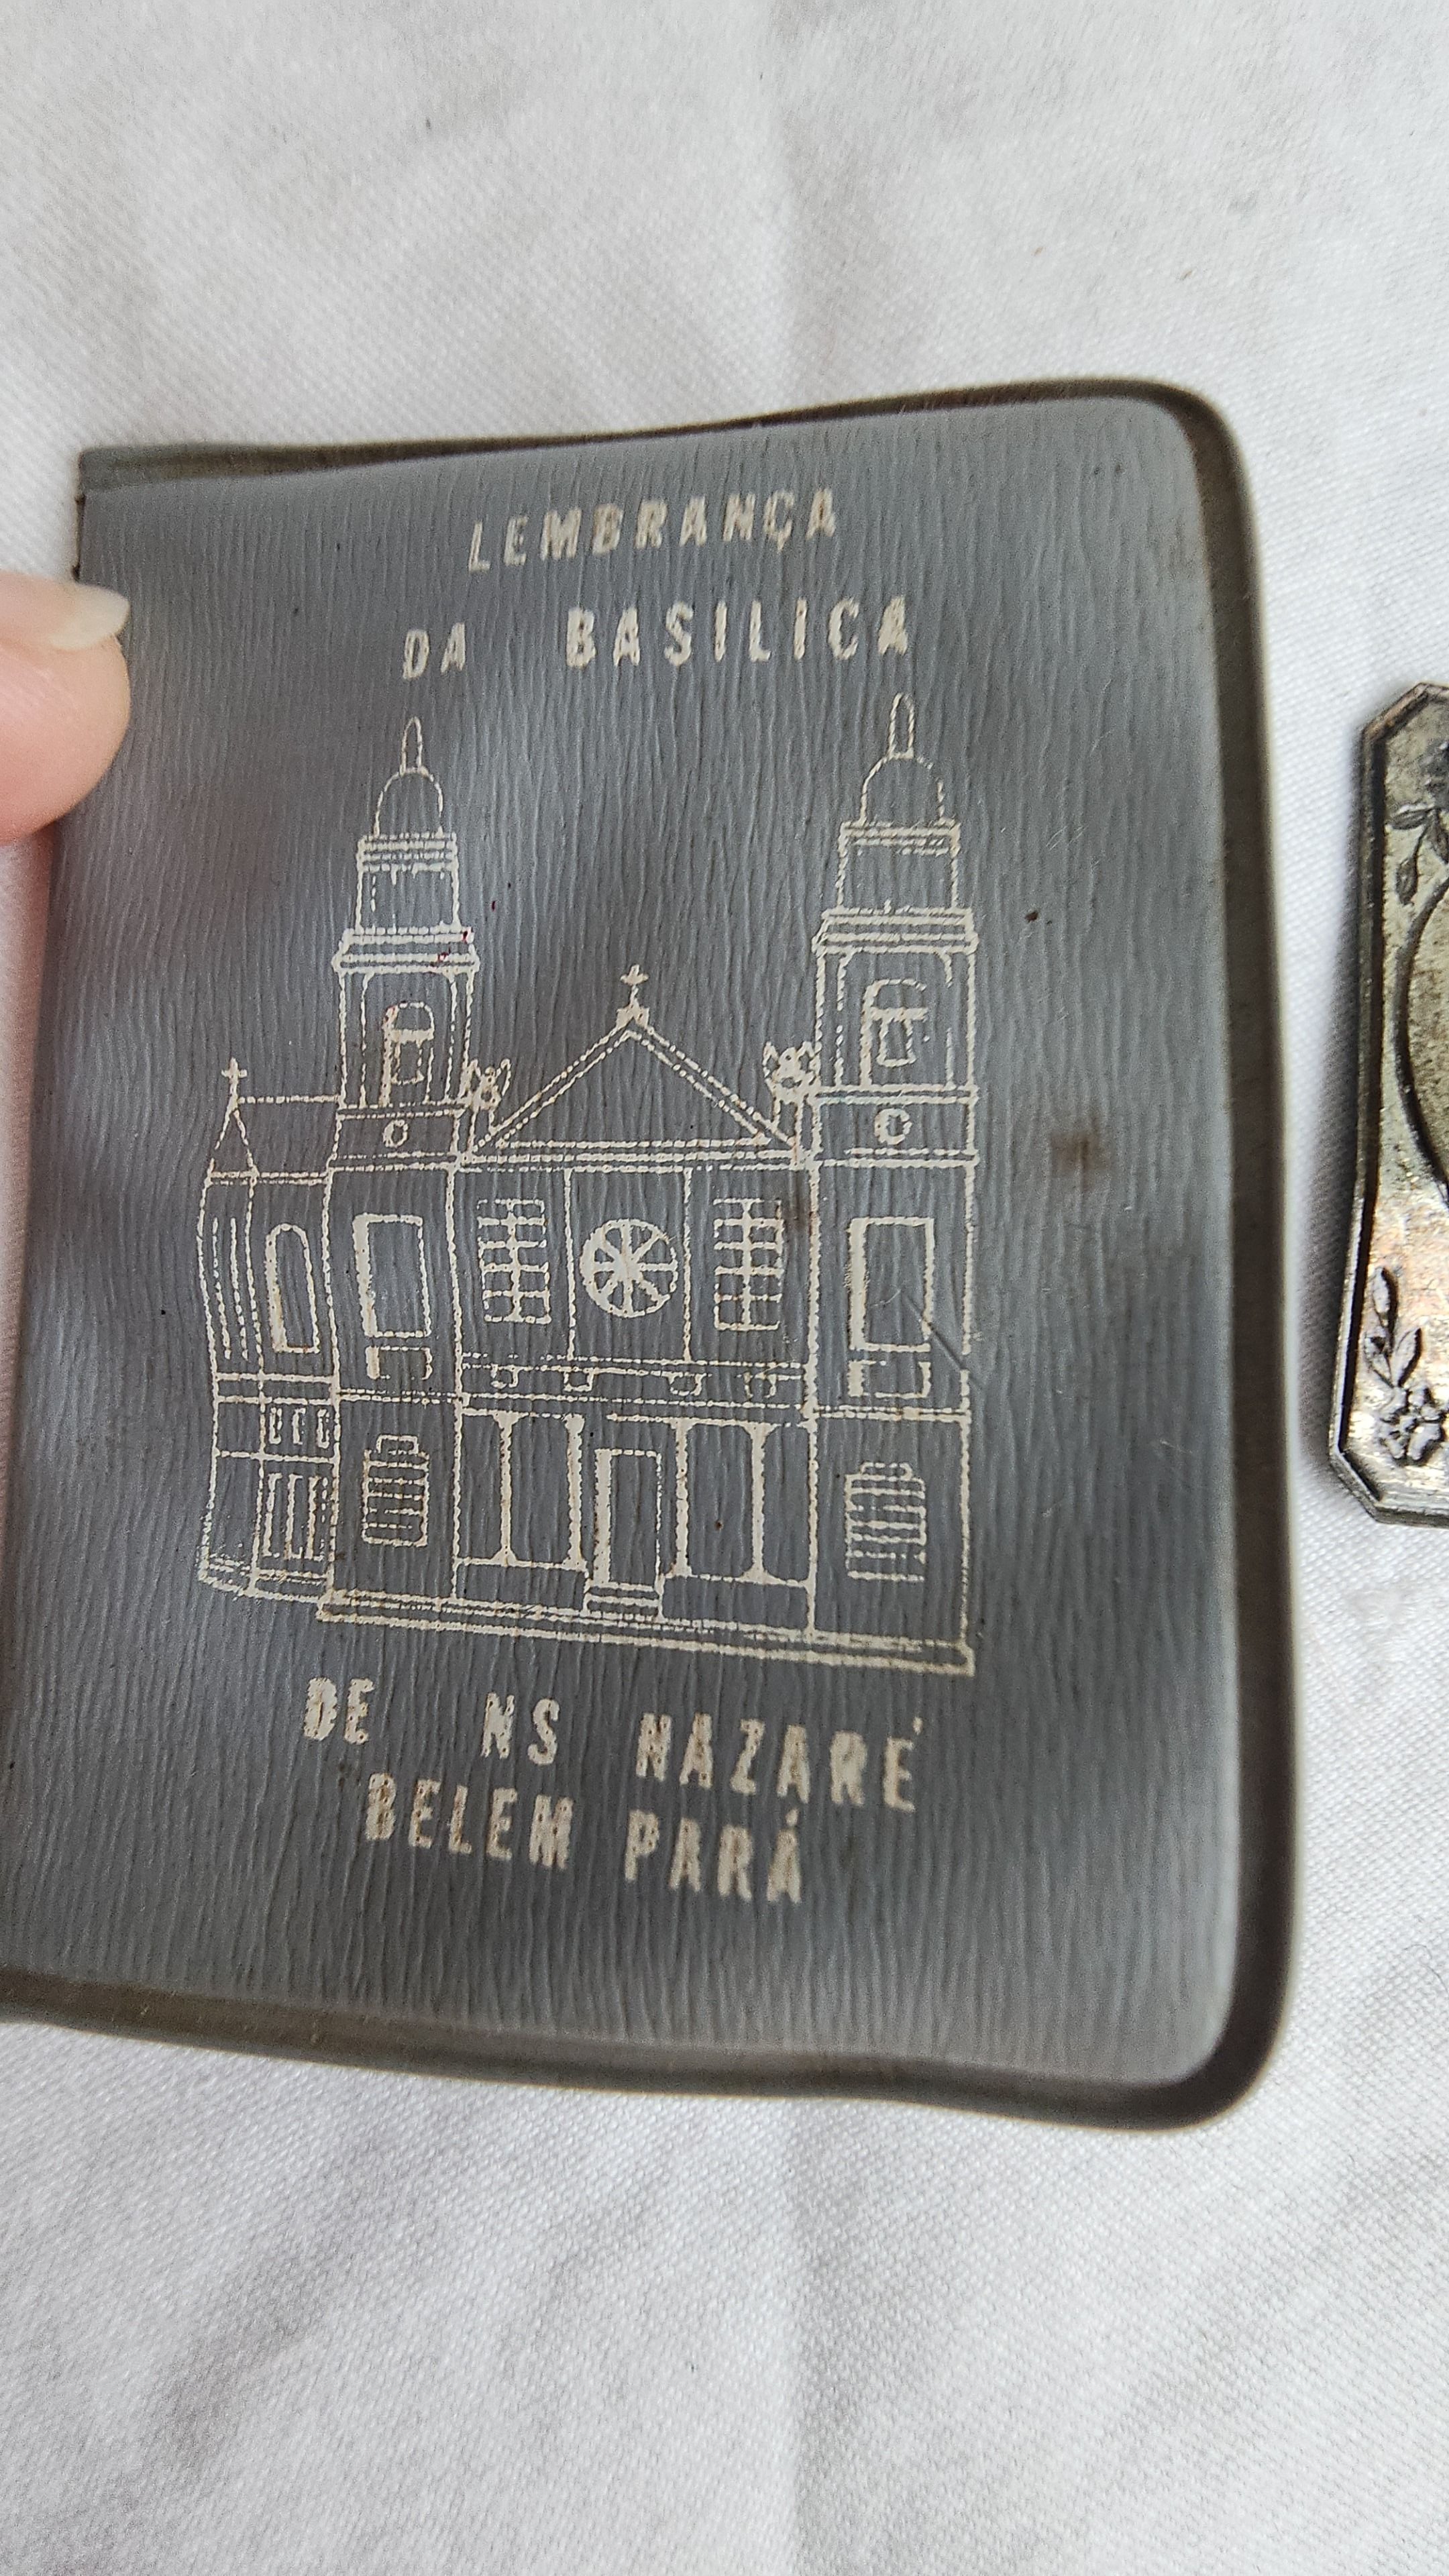 LEMBRANÇA
DA BASILICA
DE NS NAZARÉ
BELEM PARÁ